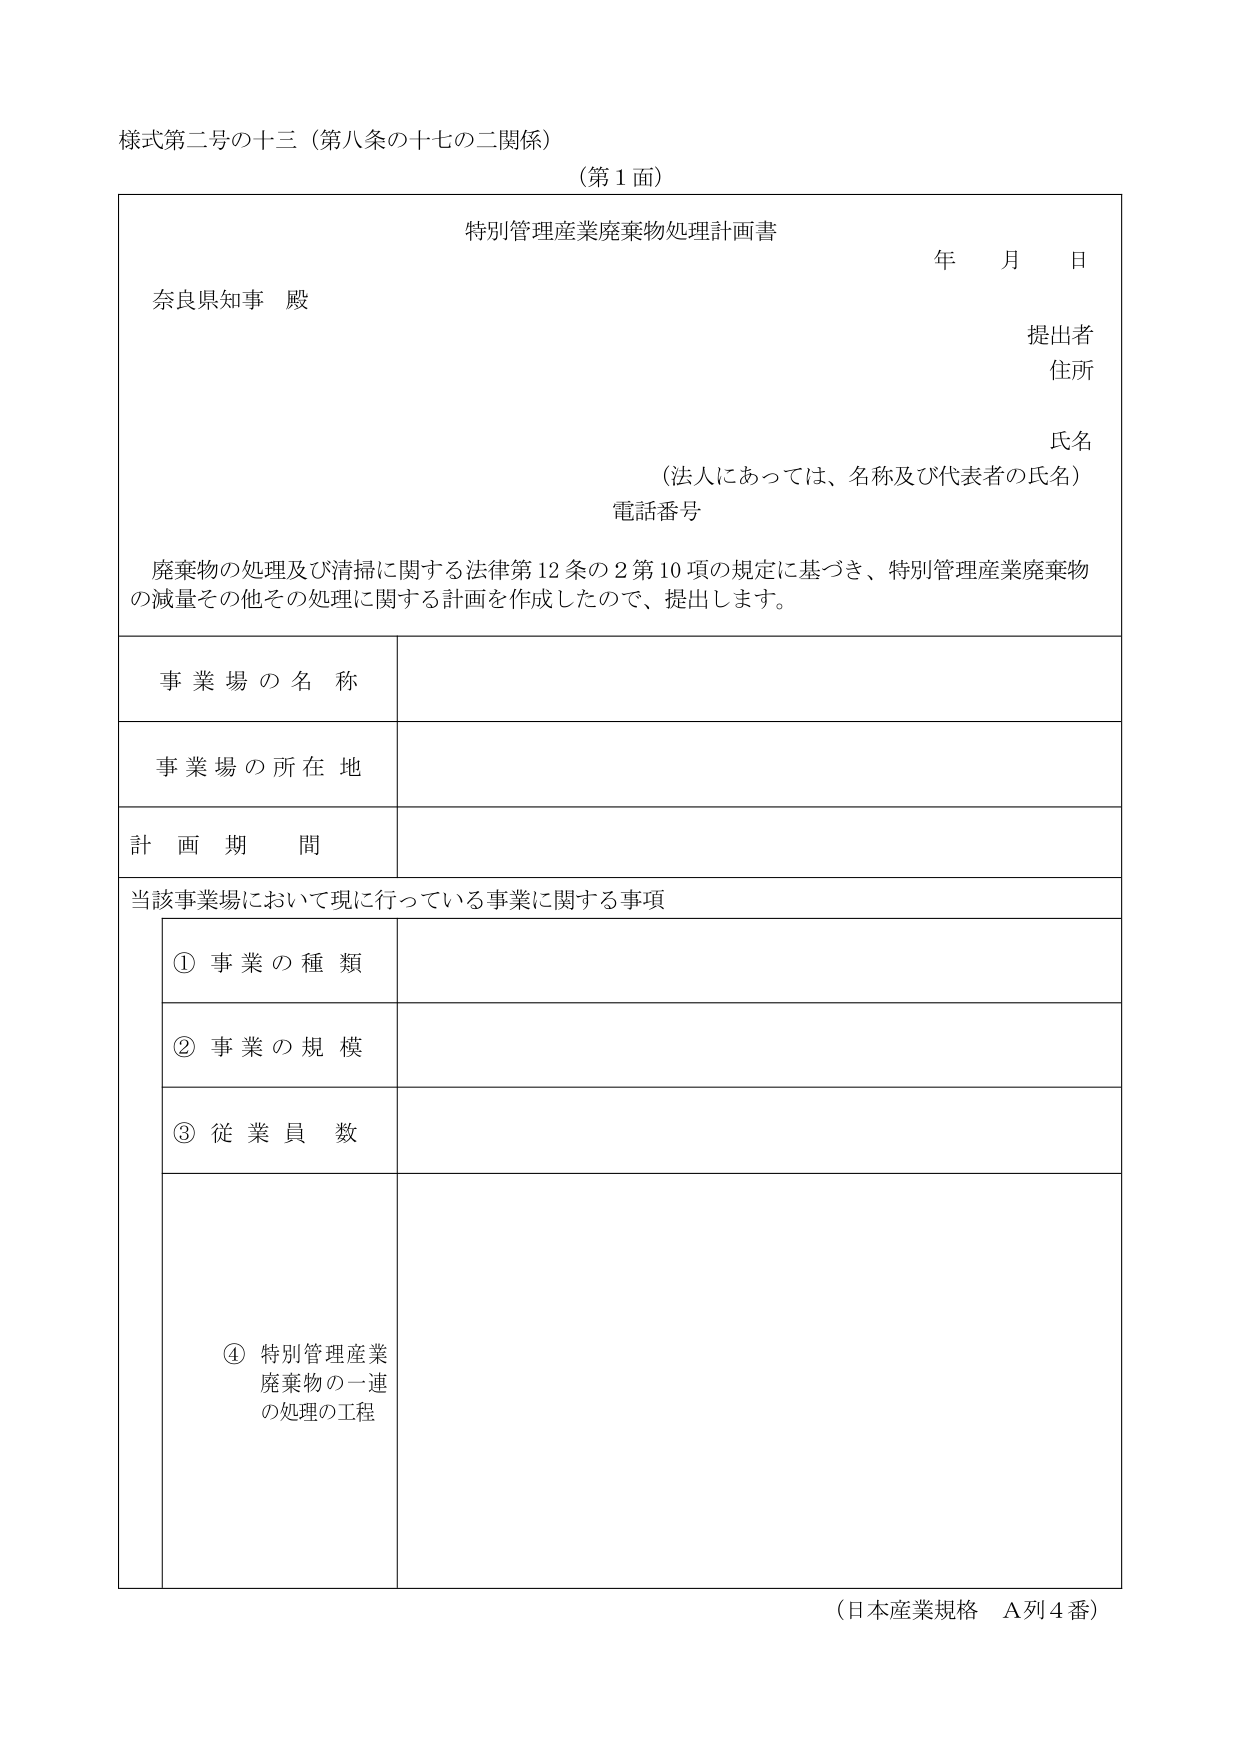 様式第二号の十三（第八条の十七の二関係）
（第１面）
特別管理産業廃棄物処理計画書
年　　月　　日
奈良県知事　殿
提出者
住所
氏名
（法人にあっては、名称及び代表者の氏名）
電話番号
廃棄物の処理及び清掃に関する法律第12条の２第10項の規定に基づき、特別管理産業廃棄物
の減量その他その処理に関する計画を作成したので、提出します。
事業場の名称
事業場の所在地
計画期間
当該事業場において現に行っている事業に関する事項
① 事業の種類
② 事業の規模
③ 従業員数
④ 特別管理産業
廃棄物の一連
の処理の工程
（日本産業規格　Ａ列４番）